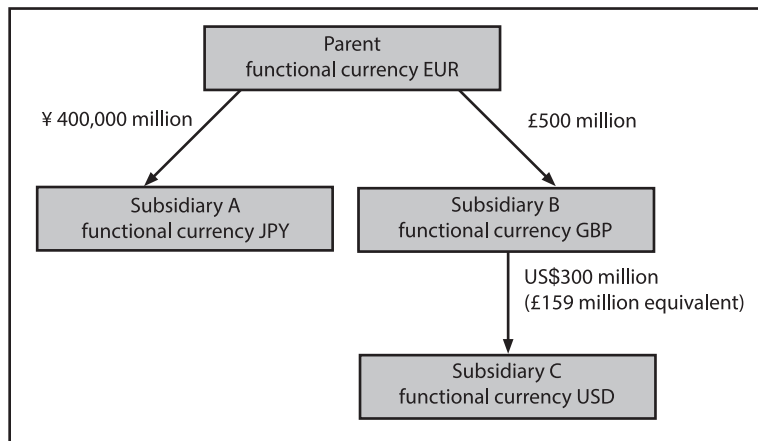 Parent
functional currency EUR
¥ 400,000 million
£500 million
Subsidiary A
functional currency JPY
Subsidiary B
functional currency GBP
US$300 million
(£159 million equivalent)
Subsidiary C
functional currency USD